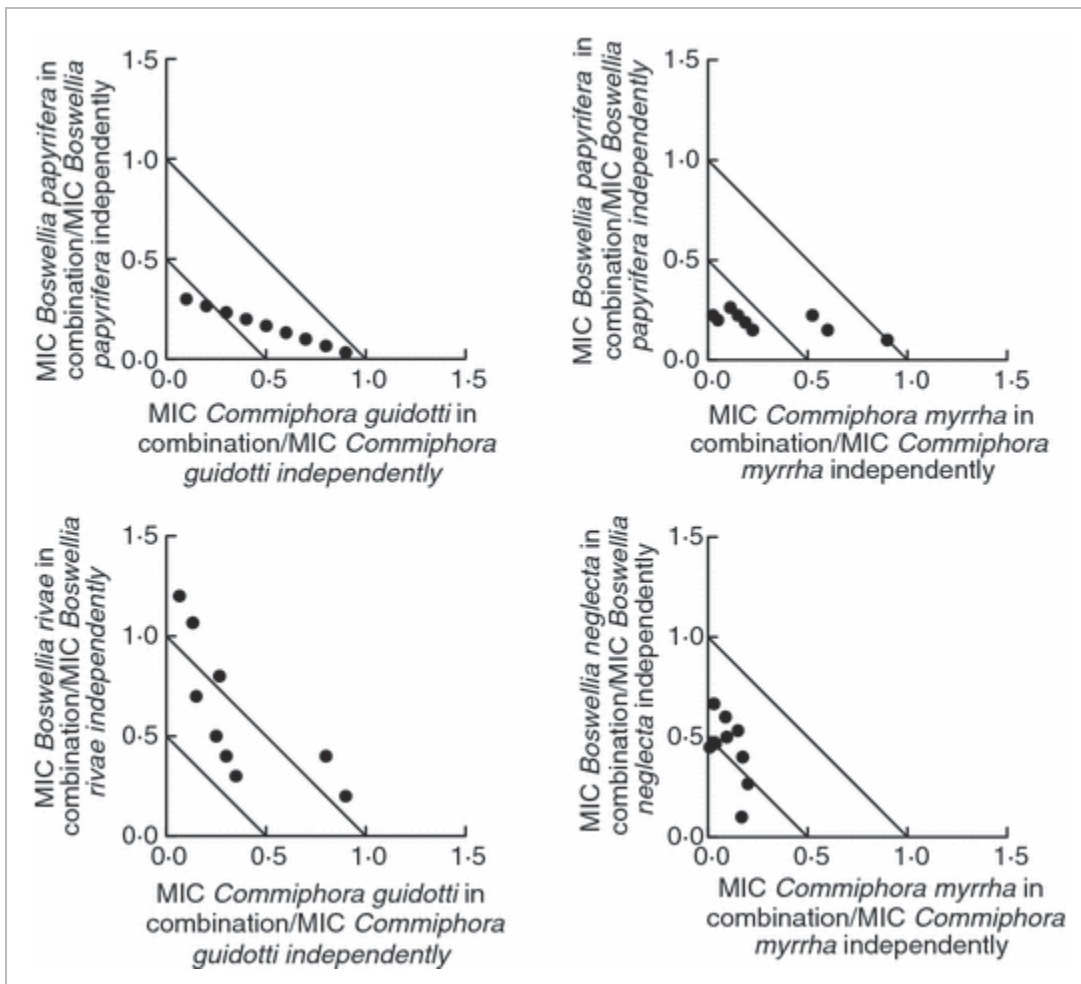 MIC Boswellia papyrifera in
combination/MIC Boswellia
papyrifera independently
1·5
1·0
0·5
0·0
0·0 0·5 1·0 1·5
MIC Commiphora guidotti in
combination/MIC Commiphora
guidotti independently
MIC Boswellia papyrifera in
combination/MIC Boswellia
papyrifera independently
1·5
1·0
0·5
0·0
0·0 0·5 1·0 1·5
MIC Commiphora myrrha in
combination/MIC Commiphora
myrrha independently
MIC Boswellia rivae in
combination/MIC Boswellia
rivae independently
1·5
1·0
0·5
0·0
0·0 0·5 1·0 1·5
MIC Commiphora guidotti in
combination/MIC Commiphora
guidotti independently
MIC Boswellia neglecta in
combination/MIC Boswellia
neglecta independently
1·5
1·0
0·5
0·0
0·0 0·5 1·0 1·5
MIC Commiphora myrrha in
combination/MIC Commiphora
myrrha independently